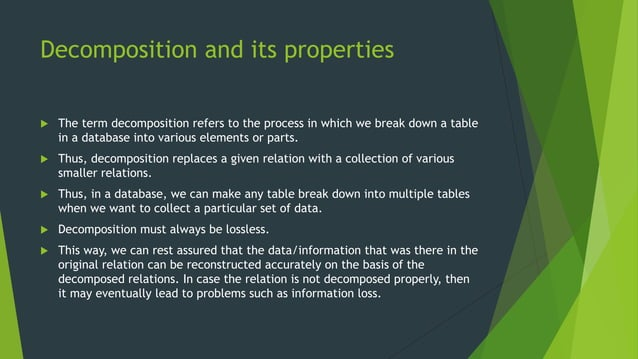 Decomposition and its properties
The term decomposition refers to the process in which we break down a table
in a database into various elements or parts.
Thus, decomposition replaces a given relation with a collection of various
smaller relations.
Thus, in a database, we can make any table break down into multiple tables
when we want to collect a particular set of data.
Decomposition must always be lossless.
This way, we can rest assured that the data/information that was there in the
original relation can be reconstructed accurately on the basis of the
decomposed relations. In case the relation is not decomposed properly, then
it may eventually lead to problems such as information loss.